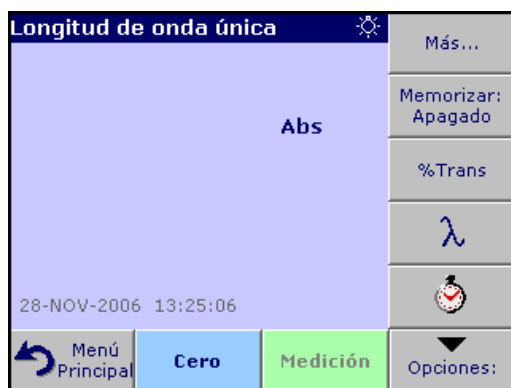 Longitud de onda única
Más...
Memorizar:
Apagado
Abs
%Trans
λ
28-NOV-2006 13:25:06
Menú
Principal
Cero
Medición
Opciones: